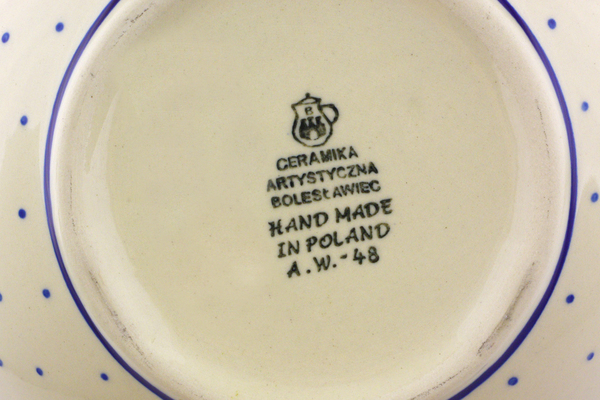 B
CERAMIKA
ARTYSTYCZNA
BOLESŁAWIEC
HAND MADE
IN POLAND
A.W.-48